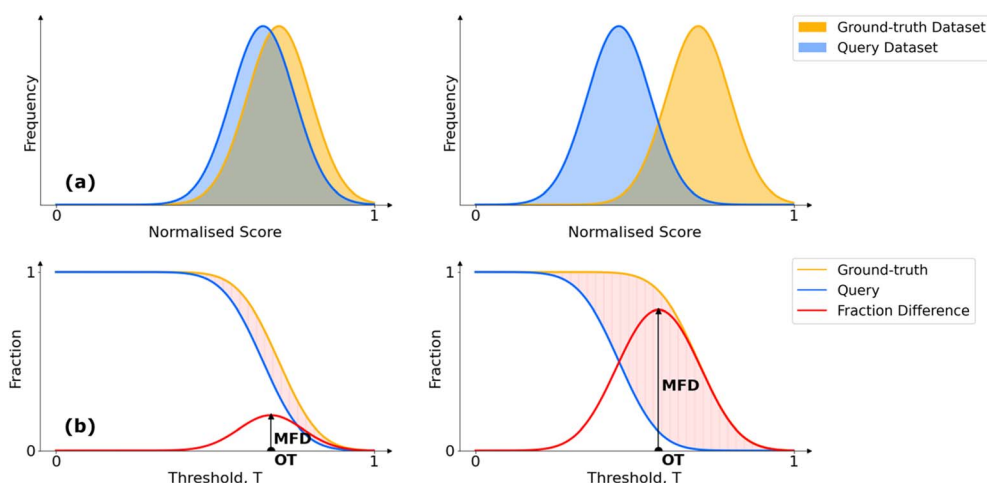 Frequency
(a)
0
1
Normalised Score
Frequency
0
1
Normalised Score
Ground-truth Dataset
Query Dataset
Fraction
1
(b)
0
0
MFD
OT
1
Threshold, T
Fraction
1
0
0
MFD
OT
1
Threshold, T
Ground-truth
Query
Fraction Difference